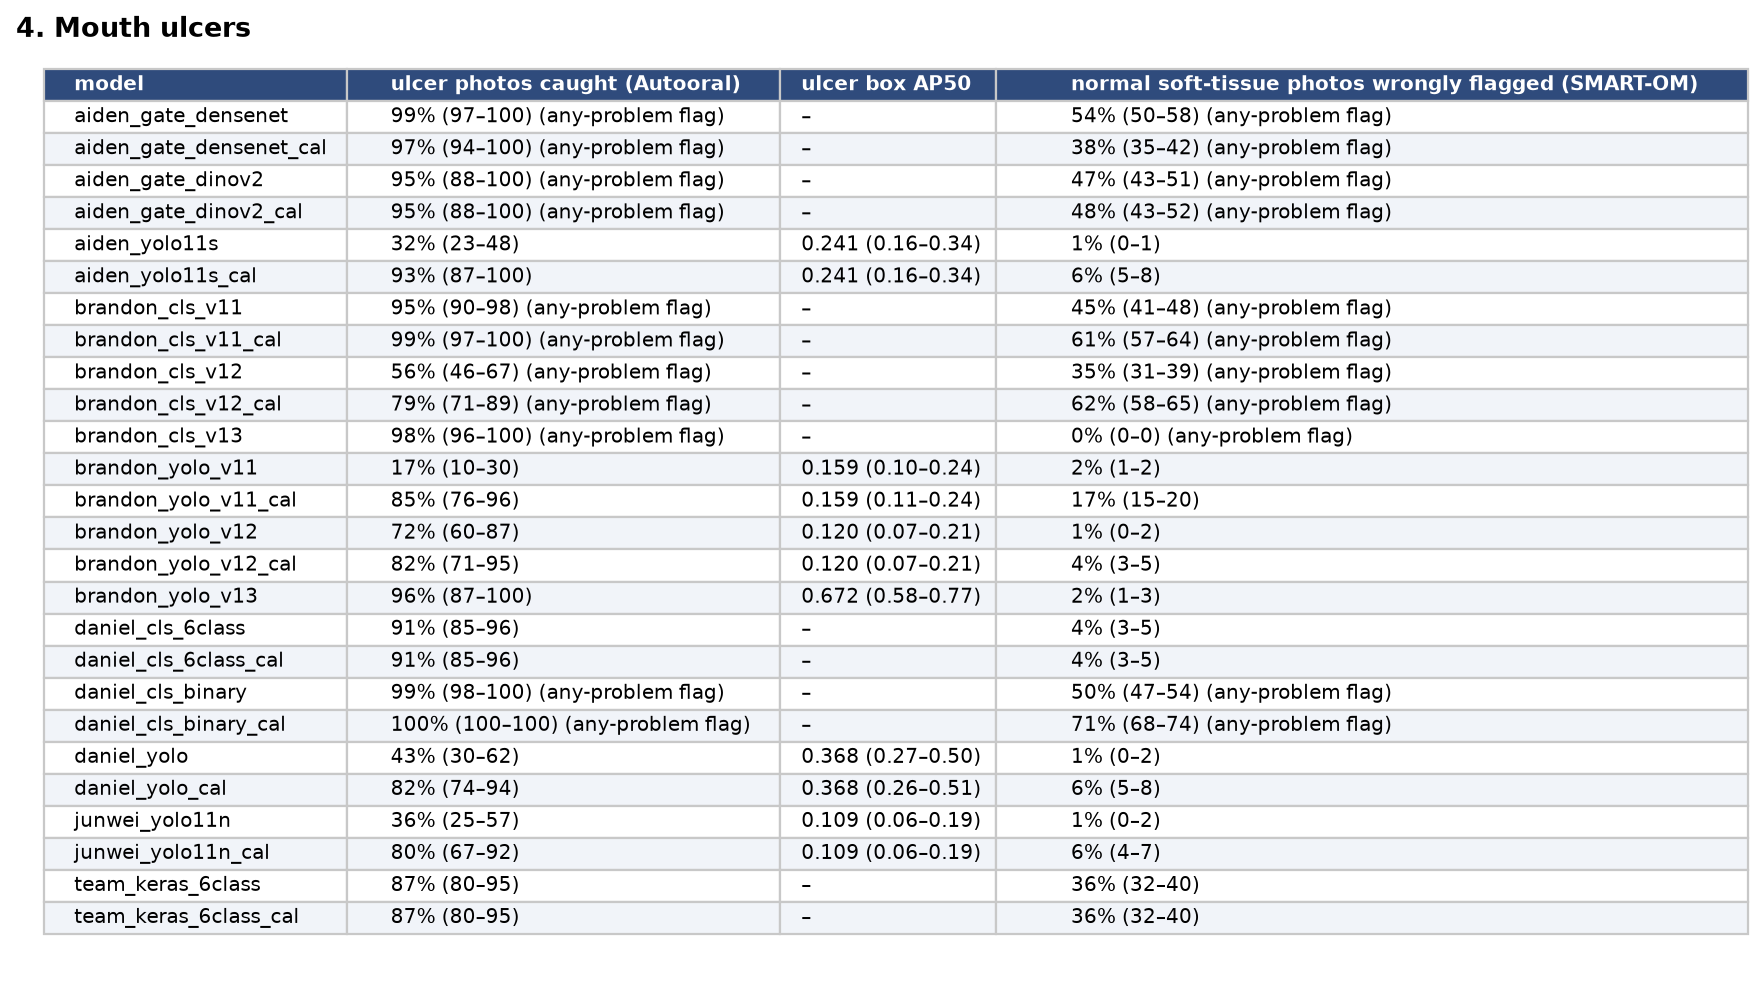 4. Mouth ulcers
model ulcer photos caught (Autooral) ulcer box AP50 normal soft-tissue photos wrongly flagged (SMART-OM)
aiden_gate_densenet 99% (97–100) (any-problem flag) – 54% (50–58) (any-problem flag)
aiden_gate_densenet_cal 97% (94–100) (any-problem flag) – 38% (35–42) (any-problem flag)
aiden_gate_dinov2 95% (88–100) (any-problem flag) – 47% (43–51) (any-problem flag)
aiden_gate_dinov2_cal 95% (88–100) (any-problem flag) – 48% (43–52) (any-problem flag)
aiden_yolo11s 32% (23–48) 0.241 (0.16–0.34) 1% (0–1)
aiden_yolo11s_cal 93% (87–100) 0.241 (0.16–0.34) 6% (5–8)
brandon_cls_v11 95% (90–98) (any-problem flag) – 45% (41–48) (any-problem flag)
brandon_cls_v11_cal 99% (97–100) (any-problem flag) – 61% (57–64) (any-problem flag)
brandon_cls_v12 56% (46–67) (any-problem flag) – 35% (31–39) (any-problem flag)
brandon_cls_v12_cal 79% (71–89) (any-problem flag) – 62% (58–65) (any-problem flag)
brandon_cls_v13 98% (96–100) (any-problem flag) – 0% (0–0) (any-problem flag)
brandon_yolo_v11 17% (10–30) 0.159 (0.10–0.24) 2% (1–2)
brandon_yolo_v11_cal 85% (76–96) 0.159 (0.11–0.24) 17% (15–20)
brandon_yolo_v12 72% (60–87) 0.120 (0.07–0.21) 1% (0–2)
brandon_yolo_v12_cal 82% (71–95) 0.120 (0.07–0.21) 4% (3–5)
brandon_yolo_v13 96% (87–100) 0.672 (0.58–0.77) 2% (1–3)
daniel_cls_6class 91% (85–96) – 4% (3–5)
daniel_cls_6class_cal 91% (85–96) – 4% (3–5)
daniel_cls_binary 99% (98–100) (any-problem flag) – 50% (47–54) (any-problem flag)
daniel_cls_binary_cal 100% (100–100) (any-problem flag) – 71% (68–74) (any-problem flag)
daniel_yolo 43% (30–62) 0.368 (0.27–0.50) 1% (0–2)
daniel_yolo_cal 82% (74–94) 0.368 (0.26–0.51) 6% (5–8)
junwei_yolo11n 36% (25–57) 0.109 (0.06–0.19) 1% (0–2)
junwei_yolo11n_cal 80% (67–92) 0.109 (0.06–0.19) 6% (4–7)
team_keras_6class 87% (80–95) – 36% (32–40)
team_keras_6class_cal 87% (80–95) – 36% (32–40)